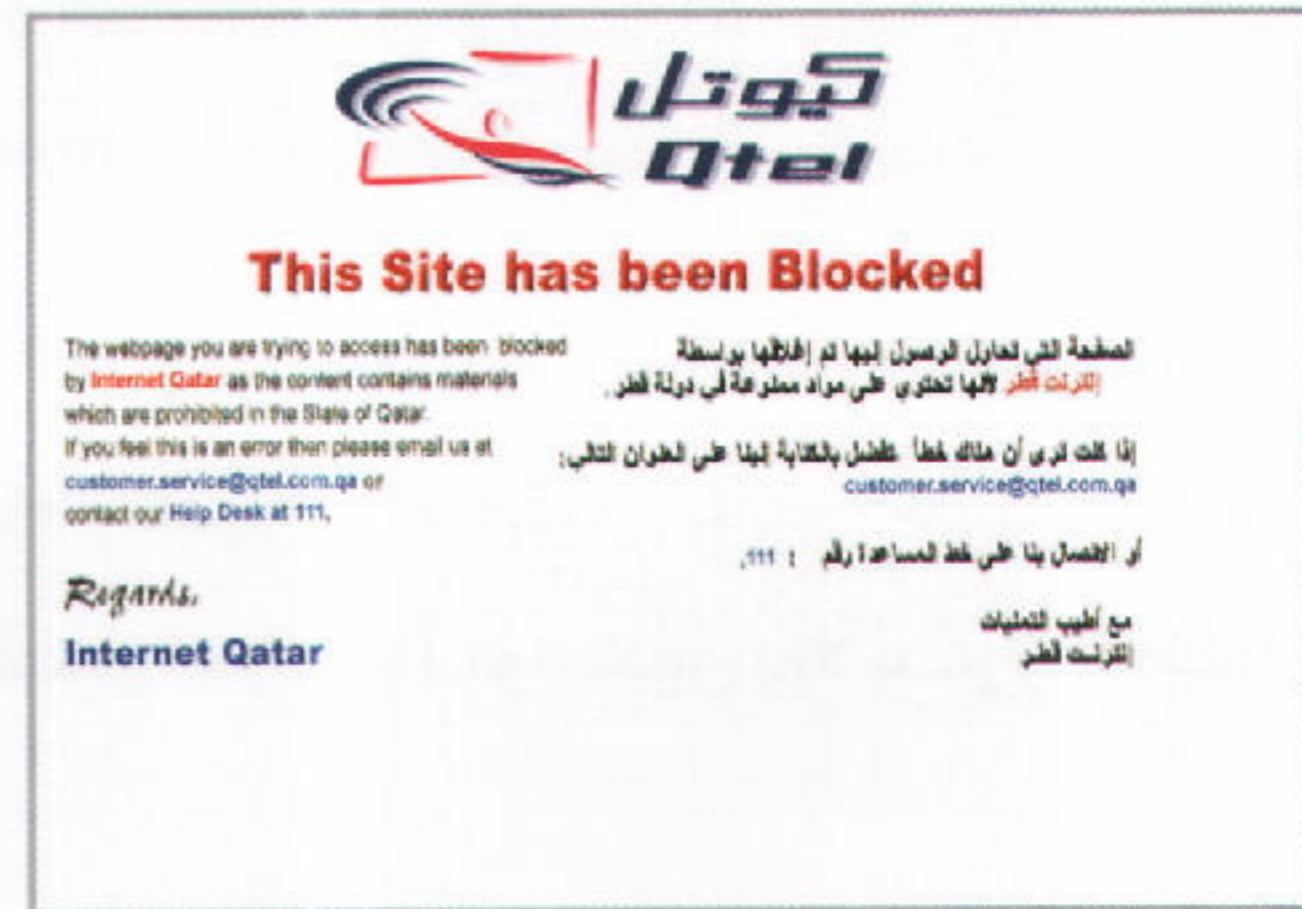 كيوتل
Qtel
This Site has been Blocked
The webpage you are trying to access has been blocked
by Internet Qatar as the content contains materials
which are prohibited in the State of Qatar.
If you feel this is an error then please email us at
customer.service@qtel.com.qa or
contact our Help Desk at 111,
Regards,
Internet Qatar
الصفحة التي تحاول الوصول إليها تم إغلاقها بواسطة
إنترنت قطر لأنها تحتوي على مواد ممنوعة في دولة قطر.
إذا كنت ترى أن هناك خطأ تفضل بالكتابة إلينا على العنوان التالي:
customer.service@qtel.com.qa
أو الاتصال بنا على خط المساعدة رقم : 111,
مع أطيب التمنيات
إنترنت قطر